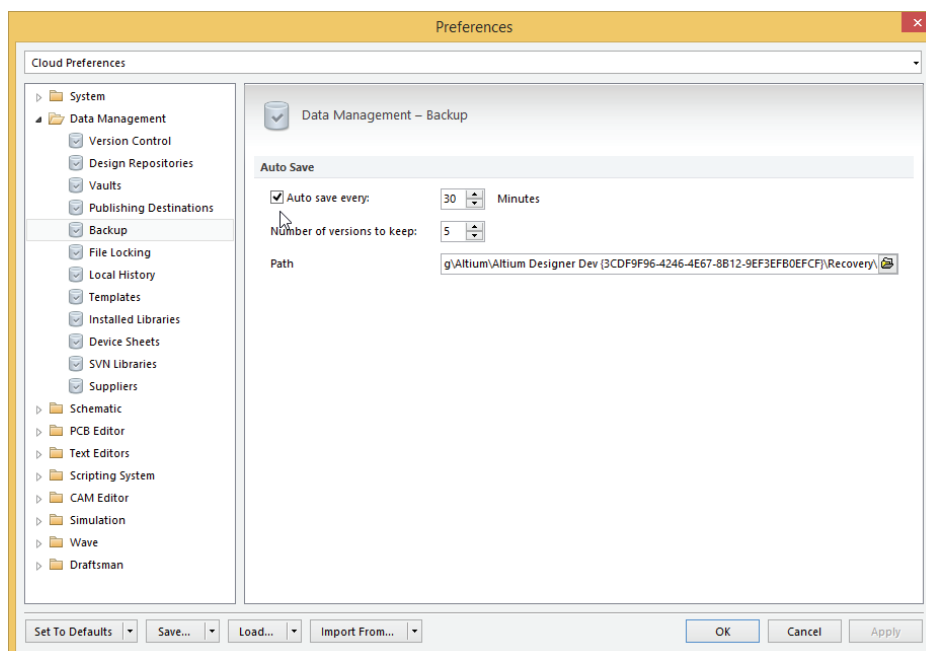 Preferences
Cloud Preferences
System
Data Management
Version Control
Design Repositories
Vaults
Publishing Destinations
Backup
File Locking
Local History
Templates
Installed Libraries
Device Sheets
SVN Libraries
Suppliers
Schematic
PCB Editor
Text Editors
Scripting System
CAM Editor
Simulation
Wave
Draftsman
Data Management – Backup
Auto Save
Auto save every: 30 Minutes
Number of versions to keep: 5
Path g\Altium\Altium Designer Dev {3CDF9F96-4246-4E67-8B12-9EF3EFB0EFCF}\Recovery\
Set To Defaults Save... Load... Import From... OK Cancel Apply